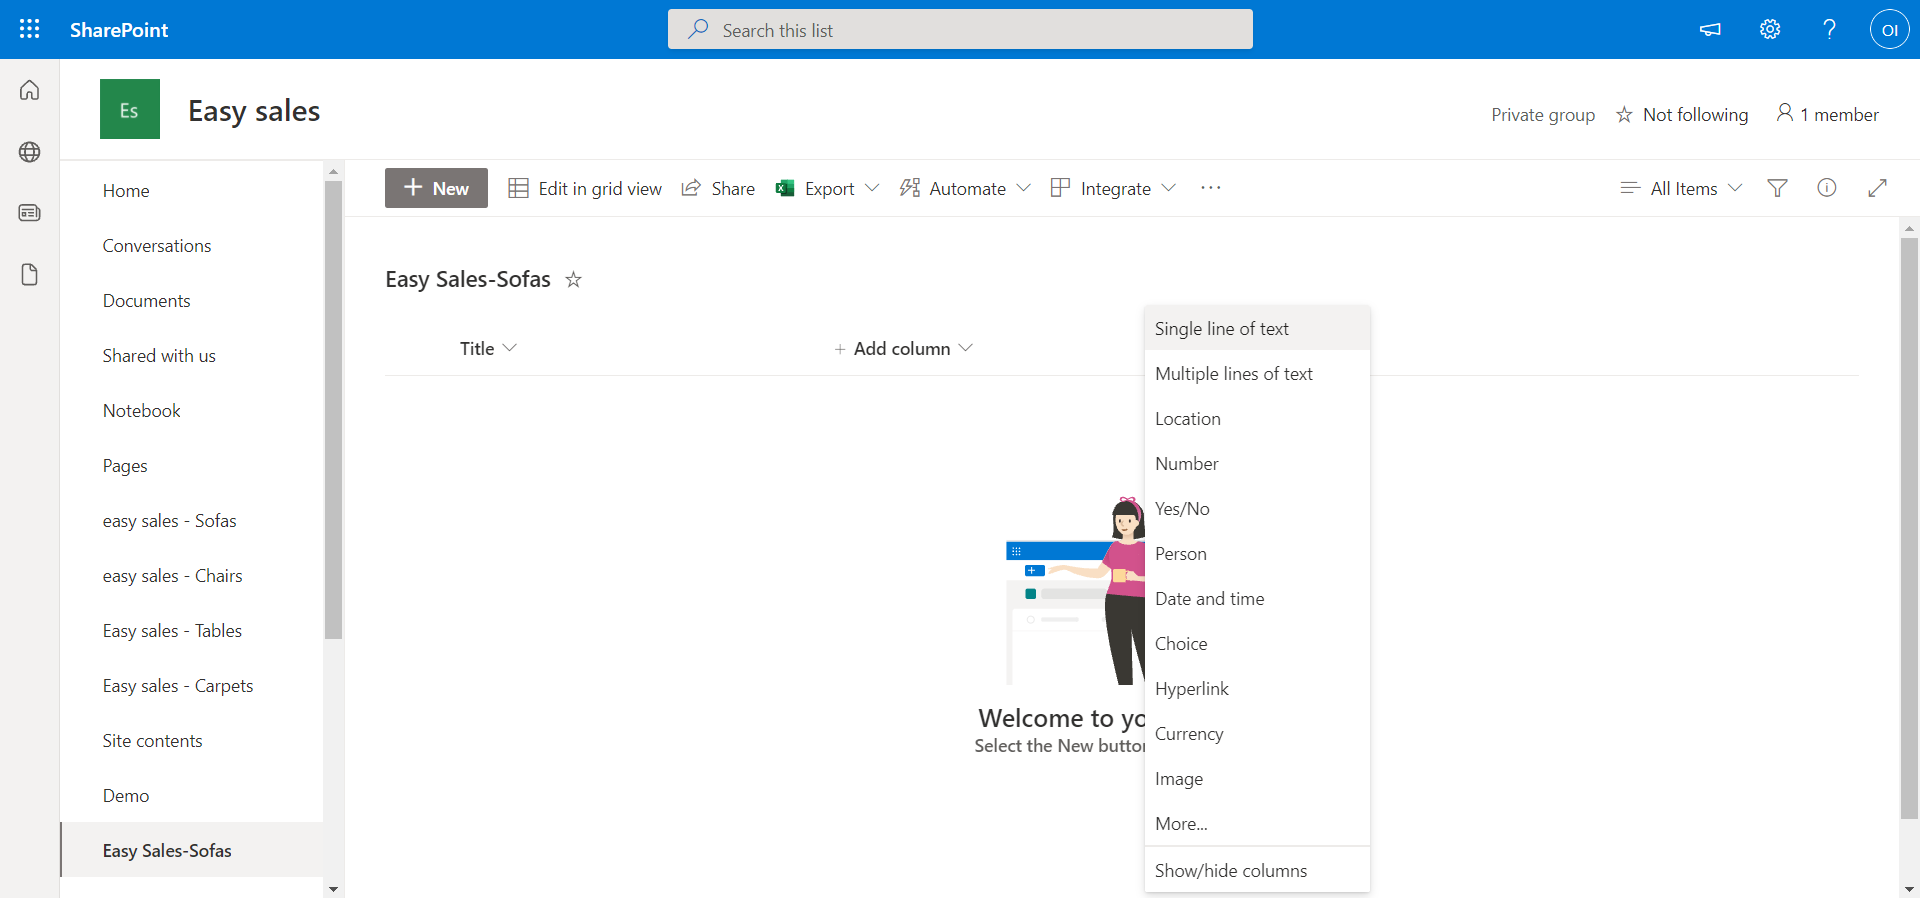 SharePoint
Search this list
OI
Es
Easy sales
Private group
Not following
1 member
Home
Conversations
Documents
Shared with us
Notebook
Pages
easy sales - Sofas
easy sales - Chairs
Easy sales - Tables
Easy sales - Carpets
Site contents
Demo
Easy Sales-Sofas
+ New
Edit in grid view
Share
Export
Automate
Integrate
...
All Items
Easy Sales-Sofas
Title
+ Add column
Single line of text
Multiple lines of text
Location
Number
Yes/No
Person
Date and time
Choice
Hyperlink
Currency
Image
More...
Show/hide columns
Welcome to yo
Select the New button